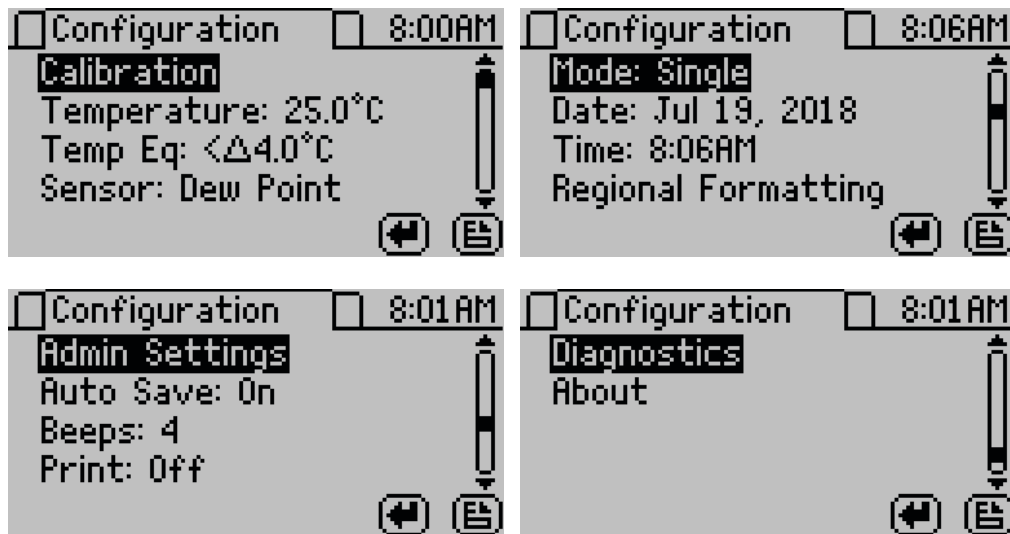 Configuration 8:00AM
Calibration
Temperature: 25.0°C
Temp Eq: <△4.0°C
Sensor: Dew Point
Configuration 8:06AM
Mode: Single
Date: Jul 19, 2018
Time: 8:06AM
Regional Formatting
Configuration 8:01AM
Admin Settings
Auto Save: On
Beeps: 4
Print: Off
Configuration 8:01AM
Diagnostics
About